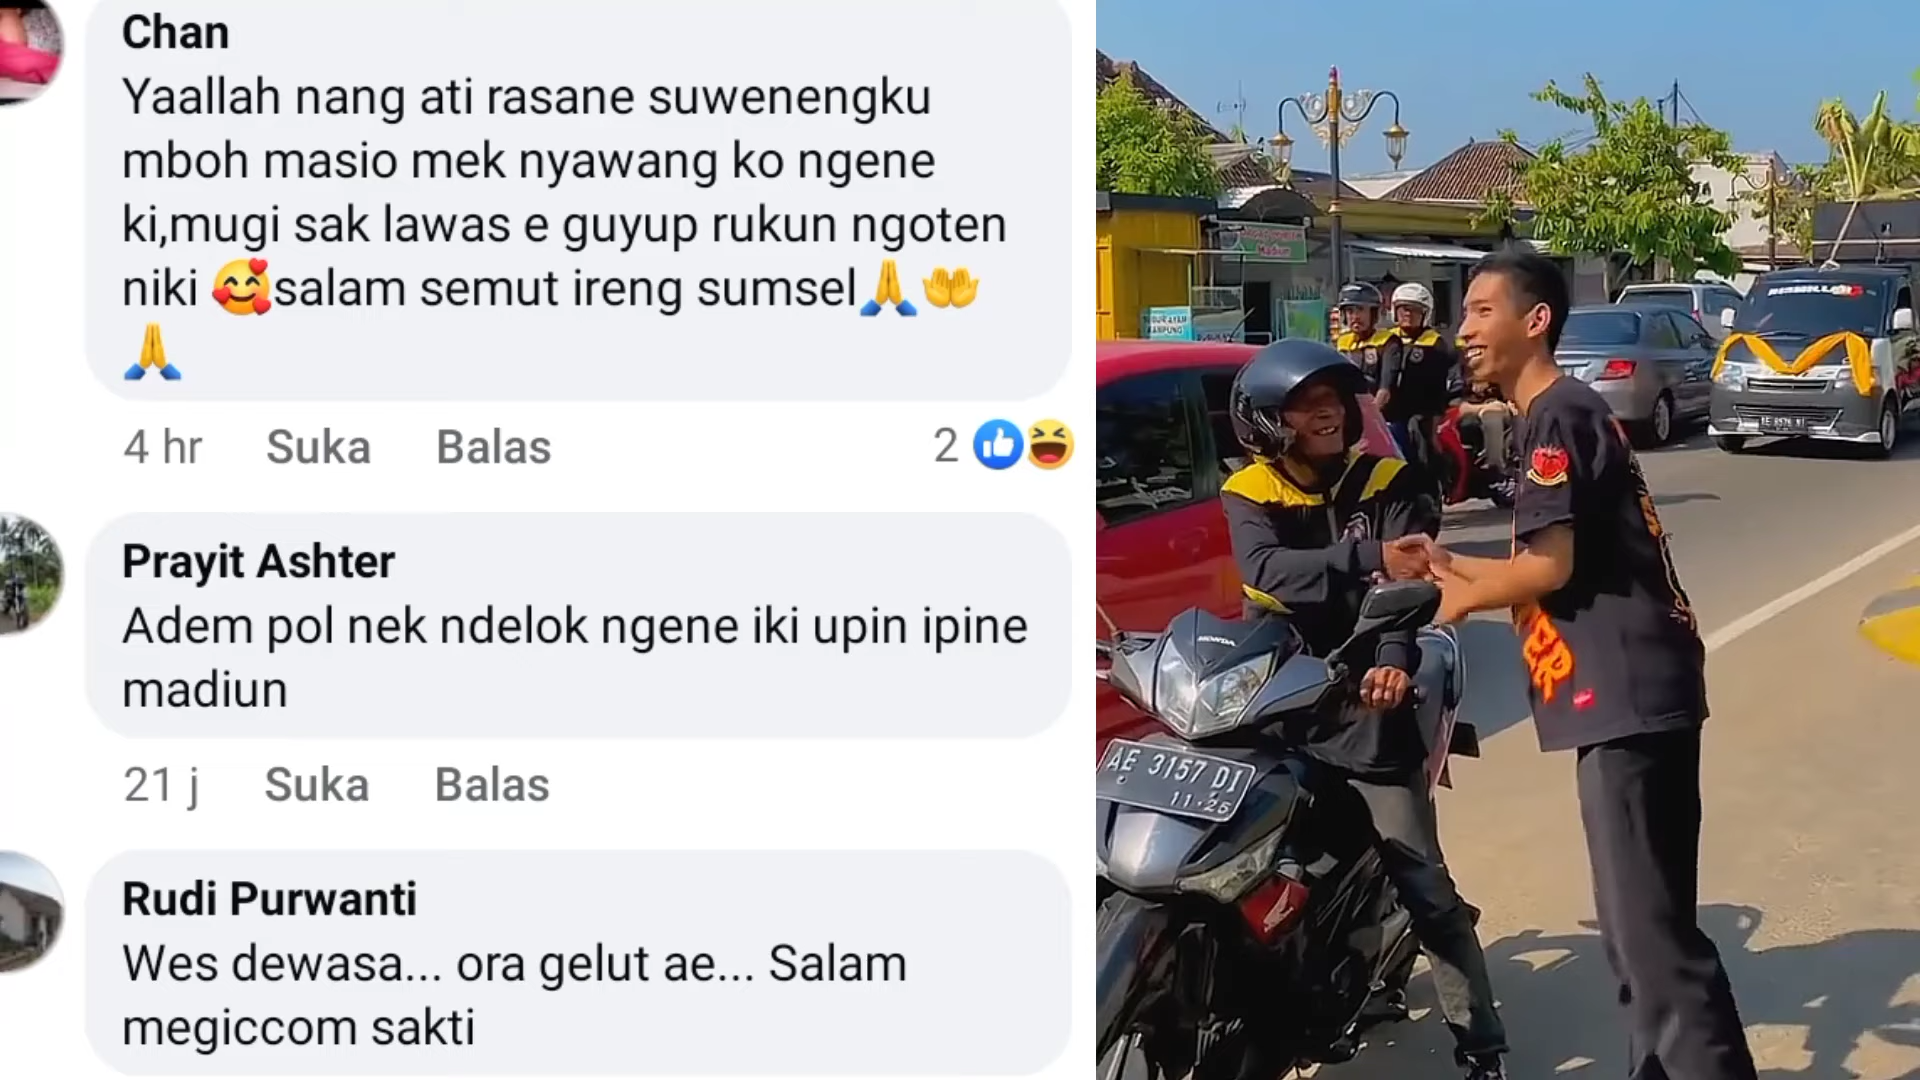 Chan
Yaallah nang ati rasane suwenengku
mboh masio mek nyawang ko ngene
ki,mugi sak lawas e guyup rukun ngoten
niki 🥰salam semut ireng sumsel🙏🤲
🙏
4 hr Suka Balas 2
Prayit Ashter
Adem pol nek ndelok ngene iki upin ipine
madiun
21 j Suka Balas
Rudi Purwanti
Wes dewasa... ora gelut ae... Salam
megiccom sakti
HONDA
AE 3157 DI
11·25